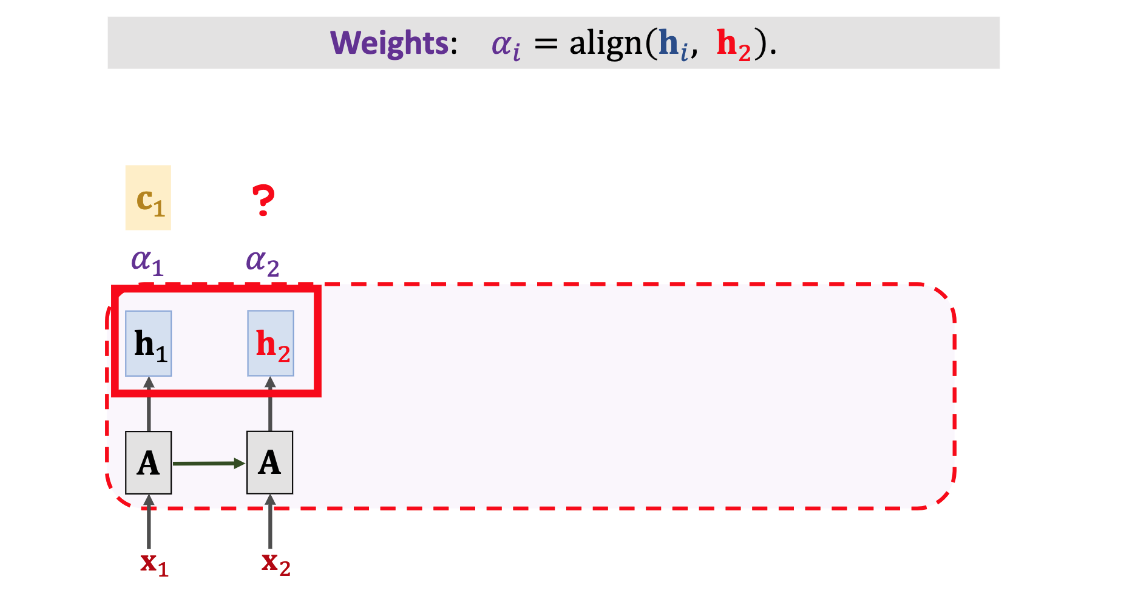 Weights: αᵢ = align(𝐡ᵢ, 𝐡₂).
𝐜₁ ?
α₁ α₂
𝐡₁ 𝐡₂
A A
𝐱₁ 𝐱₂